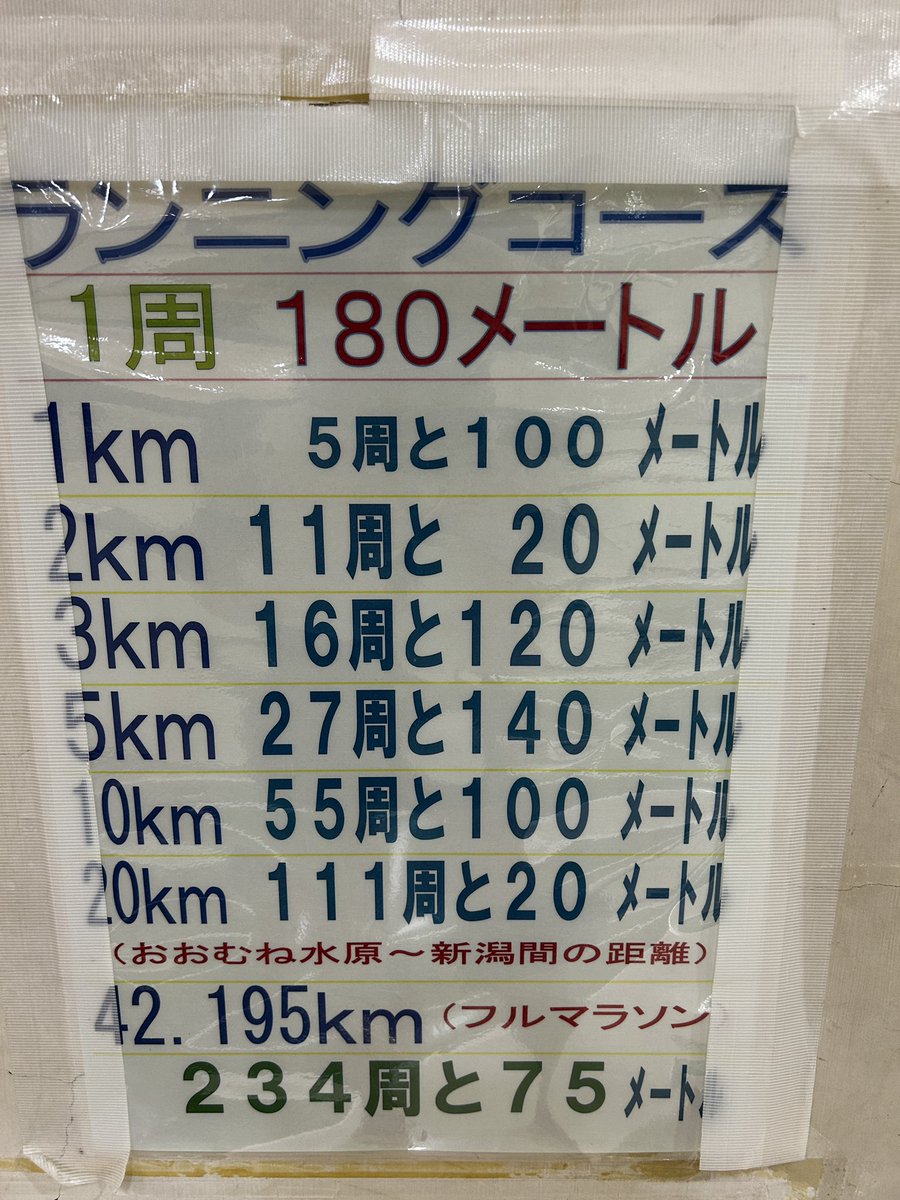 ランニングコース
1周 180メートル
1km 5周と100メートル
2km 11周と 20メートル
3km 16周と120メートル
5km 27周と140メートル
10km 55周と100メートル
20km 111周と20メートル
(おおむね水原～新潟間の距離)
42.195km(フルマラソン)
234周と75メートル